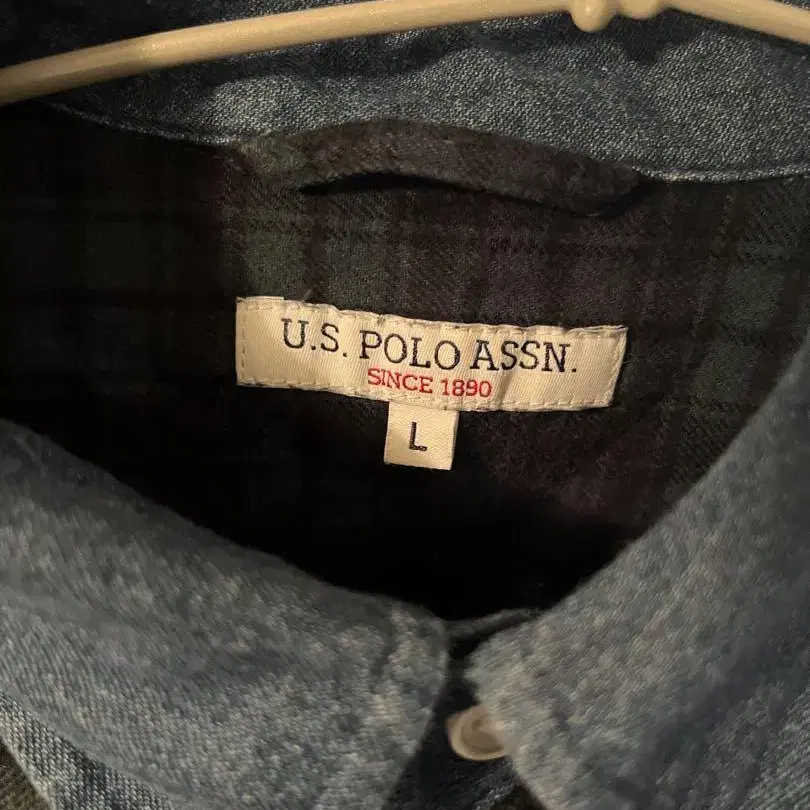 U.S. POLO ASSN.
SINCE 1890
L